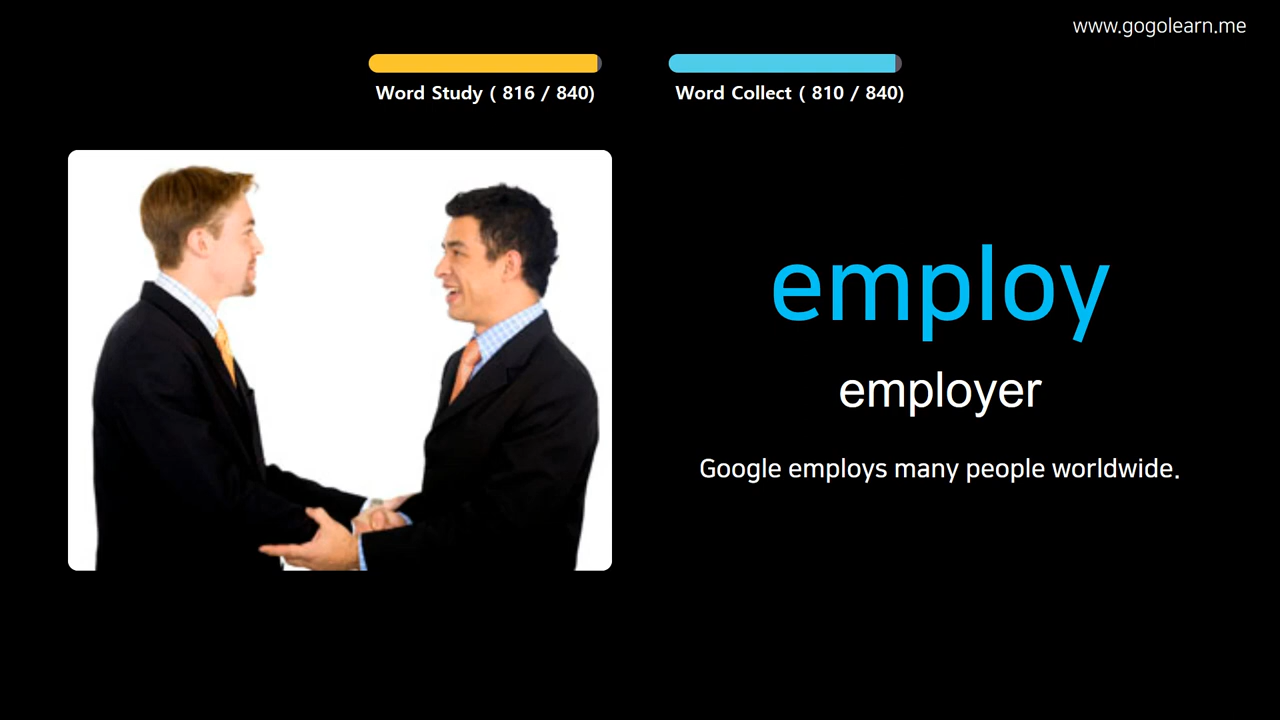 www.gogolearn.me
Word Study ( 816 / 840)
Word Collect ( 810 / 840)
employ
employer
Google employs many people worldwide.